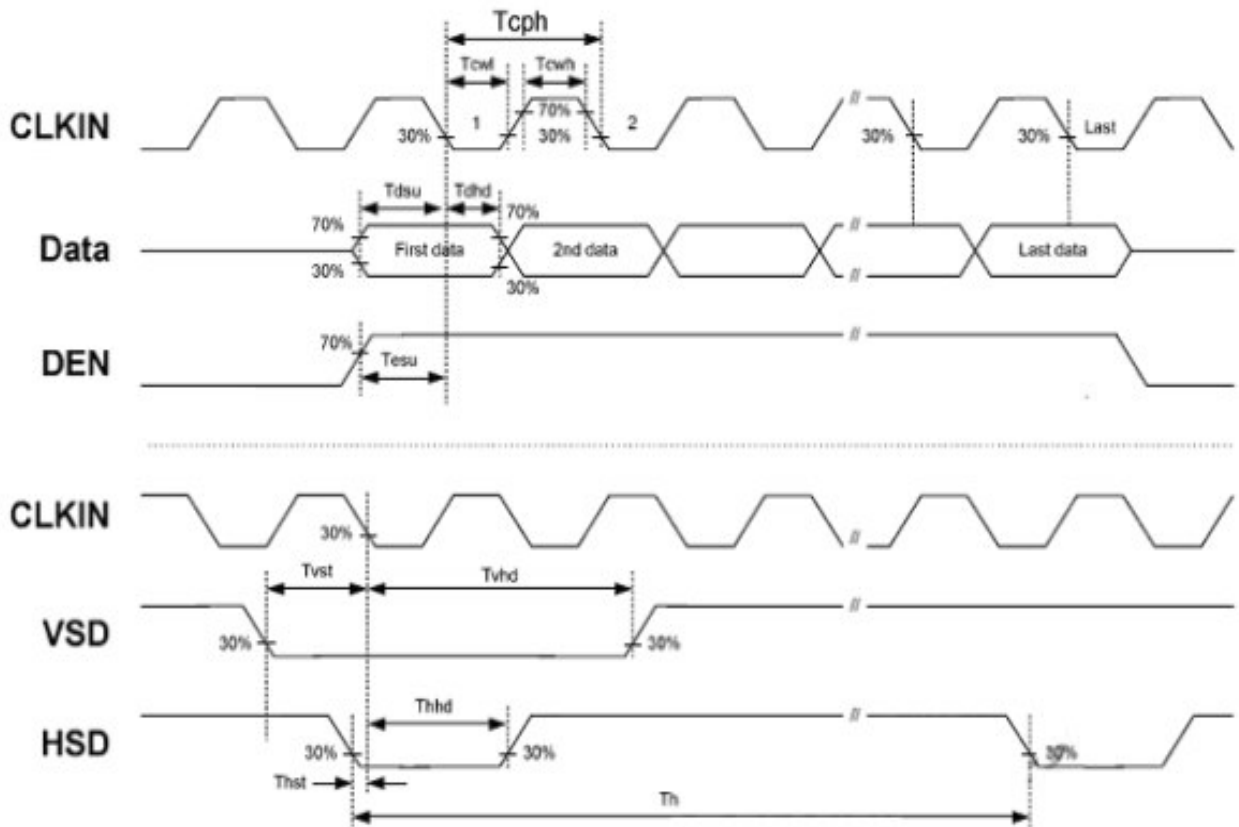 Tcph
Tcwl Tcwh
CLKIN 30% 1 70% 30% 2 30% 30% Last
Tdsu Tdhd
70% 70%
Data First data 2nd data Last data
30% 30%
DEN 70%
Tesu
CLKIN 30%
Tvst Tvhd
VSD 30% 30%
Thhd
HSD 30% 30% 30%
Thst
Th